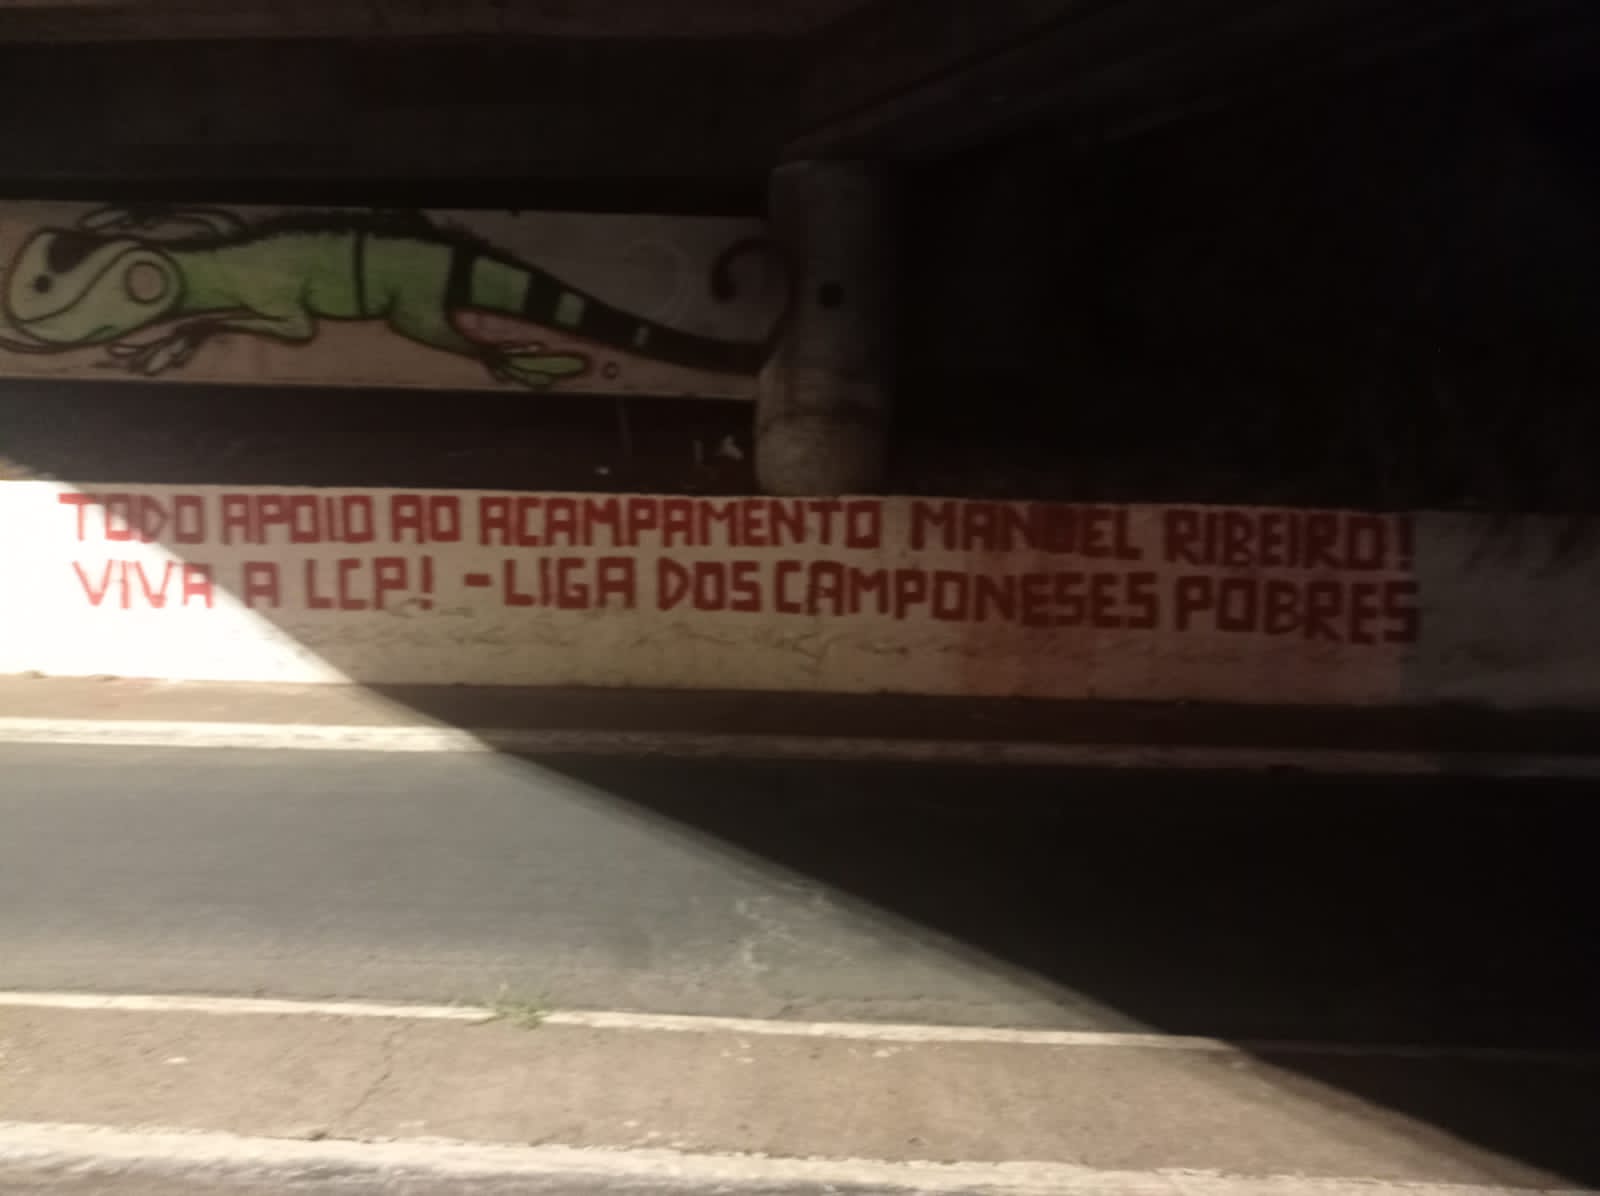 TODO APOIO AO ACAMPAMENTO MANOEL RIBEIRO!
VIVA A LCP! - LIGA DOS CAMPONESES POBRES